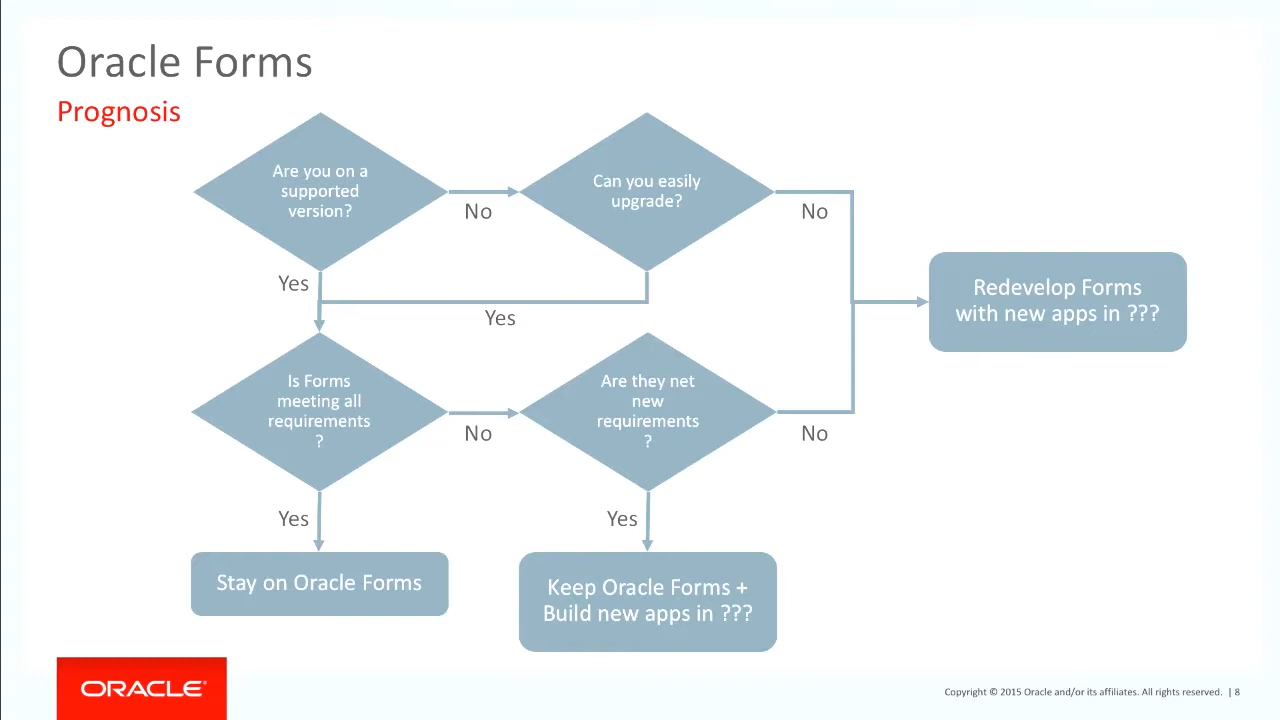 Oracle Forms
Prognosis
Are you on a
supported
version?
No
Can you easily
upgrade?
No
Yes
Yes
Redevelop Forms
with new apps in ???
Is Forms
meeting all
requirements
?
No
Are they net
new
requirements
?
No
Yes
Yes
Stay on Oracle Forms
Keep Oracle Forms +
Build new apps in ???
ORACLE®
Copyright © 2015 Oracle and/or its affiliates. All rights reserved. | 8